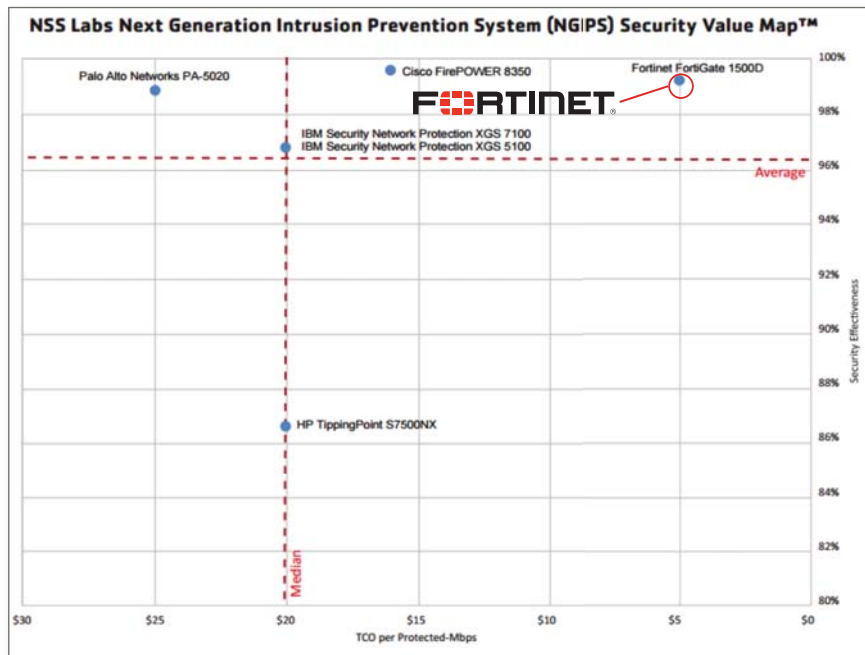 NSS Labs Next Generation Intrusion Prevention System (NGIPS) Security Value Map™
Palo Alto Networks PA-5020
Cisco FirePOWER 8350
Fortinet FortiGate 1500D
FORTINET®
IBM Security Network Protection XGS 7100
IBM Security Network Protection XGS 5100
Average
HP TippingPoint S7500NX
Median
100%
98%
96%
94%
92%
90%
88%
86%
84%
82%
80%
Security Effectiveness
$30 $25 $20 $15 $10 $5 $0
TCO per Protected-Mbps